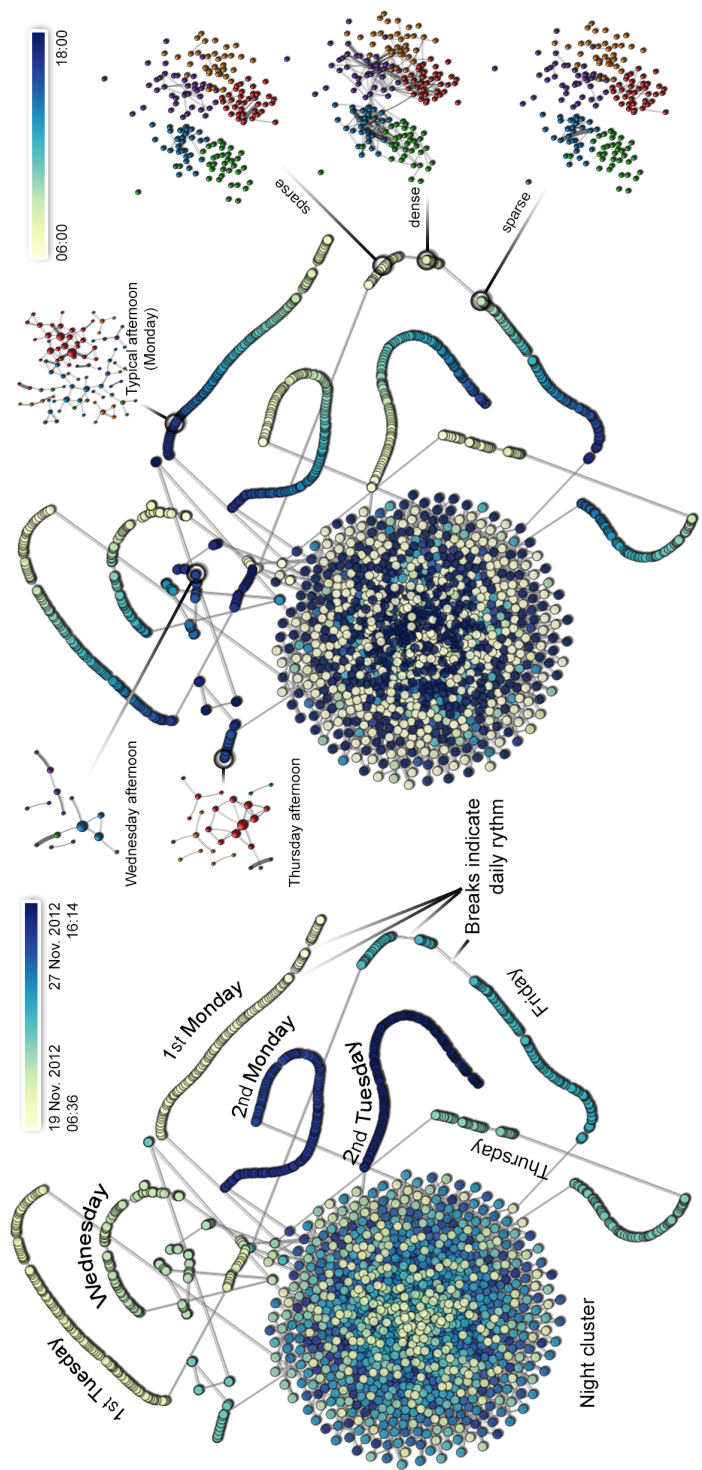 19 Nov. 2012
06:36
27 Nov. 2012
16:14
1st Tuesday
Wednesday
1st Monday
2nd Monday
2nd Tuesday
Thursday
Friday
Breaks indicate
daily rythm
Night cluster
06:00
18:00
Wednesday afternoon
Thursday afternoon
Typical afternoon
(Monday)
sparse
dense
sparse